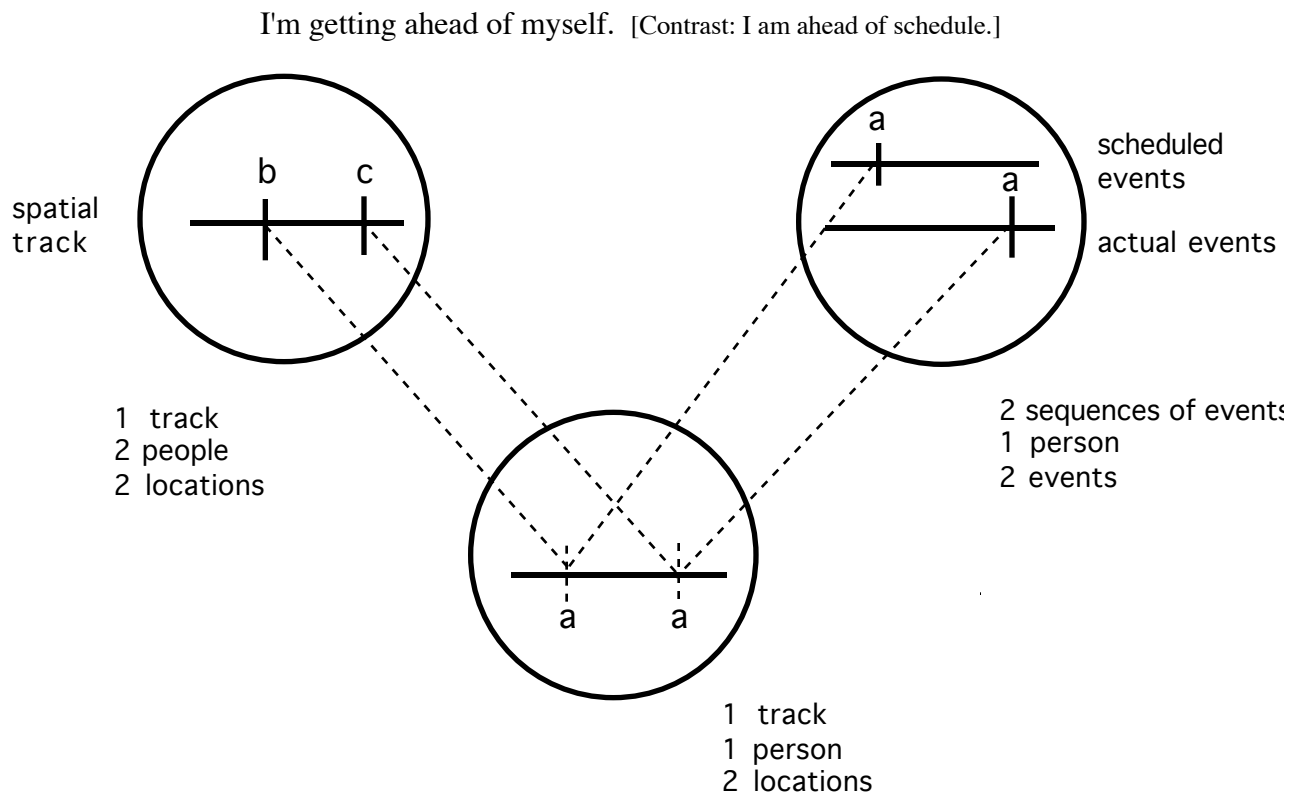 I'm getting ahead of myself. [Contrast: I am ahead of schedule.]
spatial
track
b c
a
scheduled
events
a
actual events
1 track
2 people
2 locations
2 sequences of events
1 person
2 events
a a
1 track
1 person
2 locations